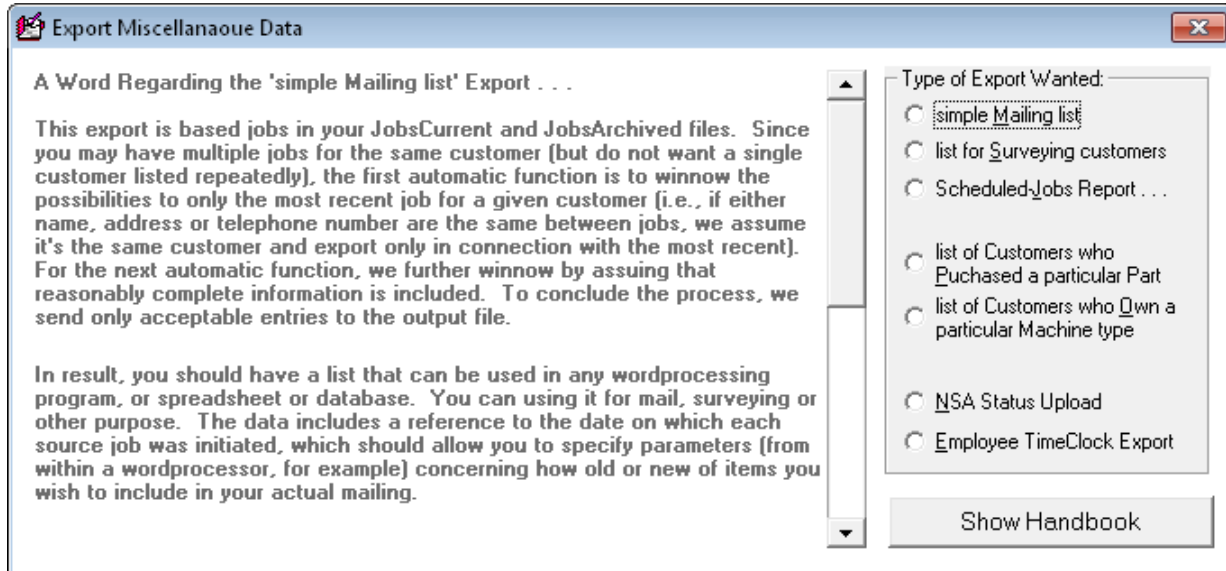 Export Miscellanaoue Data
A Word Regarding the 'simple Mailing list' Export . . .
This export is based jobs in your JobsCurrent and JobsArchived files.  Since
you may have multiple jobs for the same customer (but do not want a single
customer listed repeatedly), the first automatic function is to winnow the
possibilities to only the most recent job for a given customer (i.e., if either
name, address or telephone number are the same between jobs, we assume
it's the same customer and export only in connection with the most recent).
For the next automatic function, we further winnow by assuing that
reasonably complete information is included.  To conclude the process, we
send only acceptable entries to the output file.
In result, you should have a list that can be used in any wordprocessing
program, or spreadsheet or database.  You can using it for mail, surveying or
other purpose.  The data includes a reference to the date on which each
source job was initiated, which should allow you to specify parameters (from
within a wordprocessor, for example) concerning how old or new of items you
wish to include in your actual mailing.
Type of Export Wanted:
simple Mailing list
list for Surveying customers
Scheduled-Jobs Report . . .
list of Customers who
Puchased a particular Part
list of Customers who Own a
particular Machine type
NSA Status Upload
Employee TimeClock Export
Show Handbook